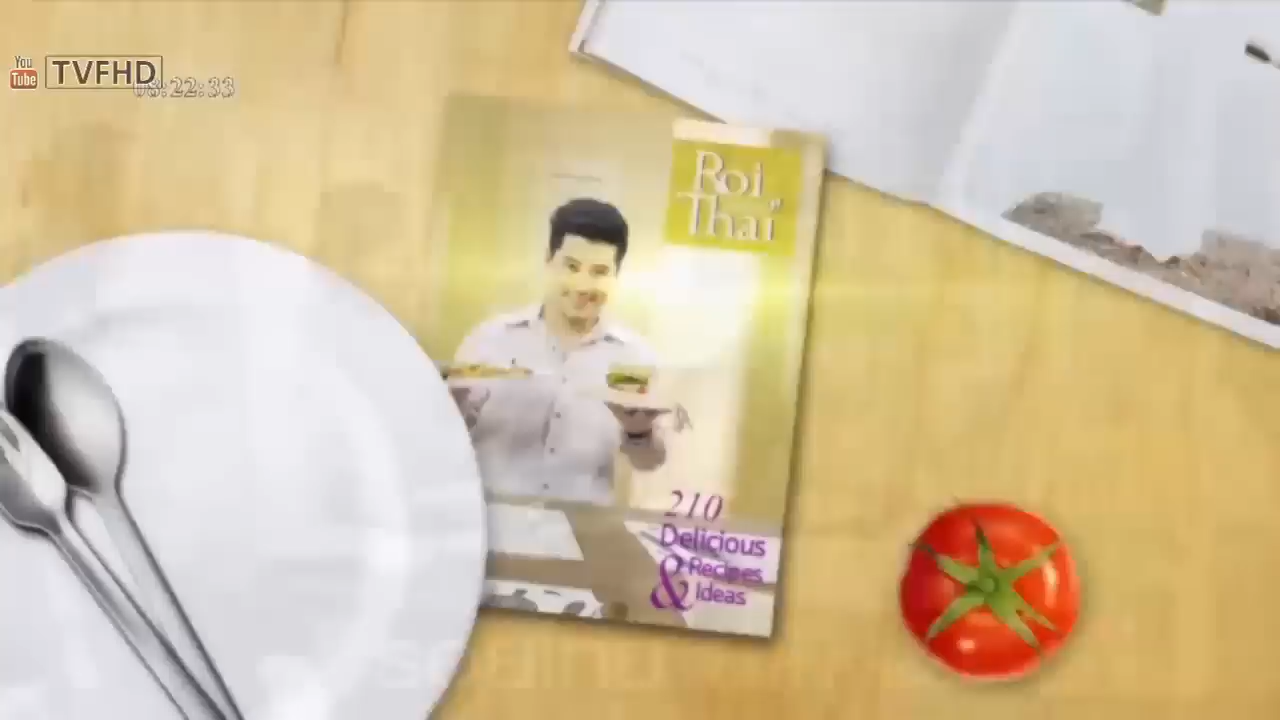 You
Tube TVFHD
08:22:33
Roi
Thai
210
Delicious
& Recipes
Ideas